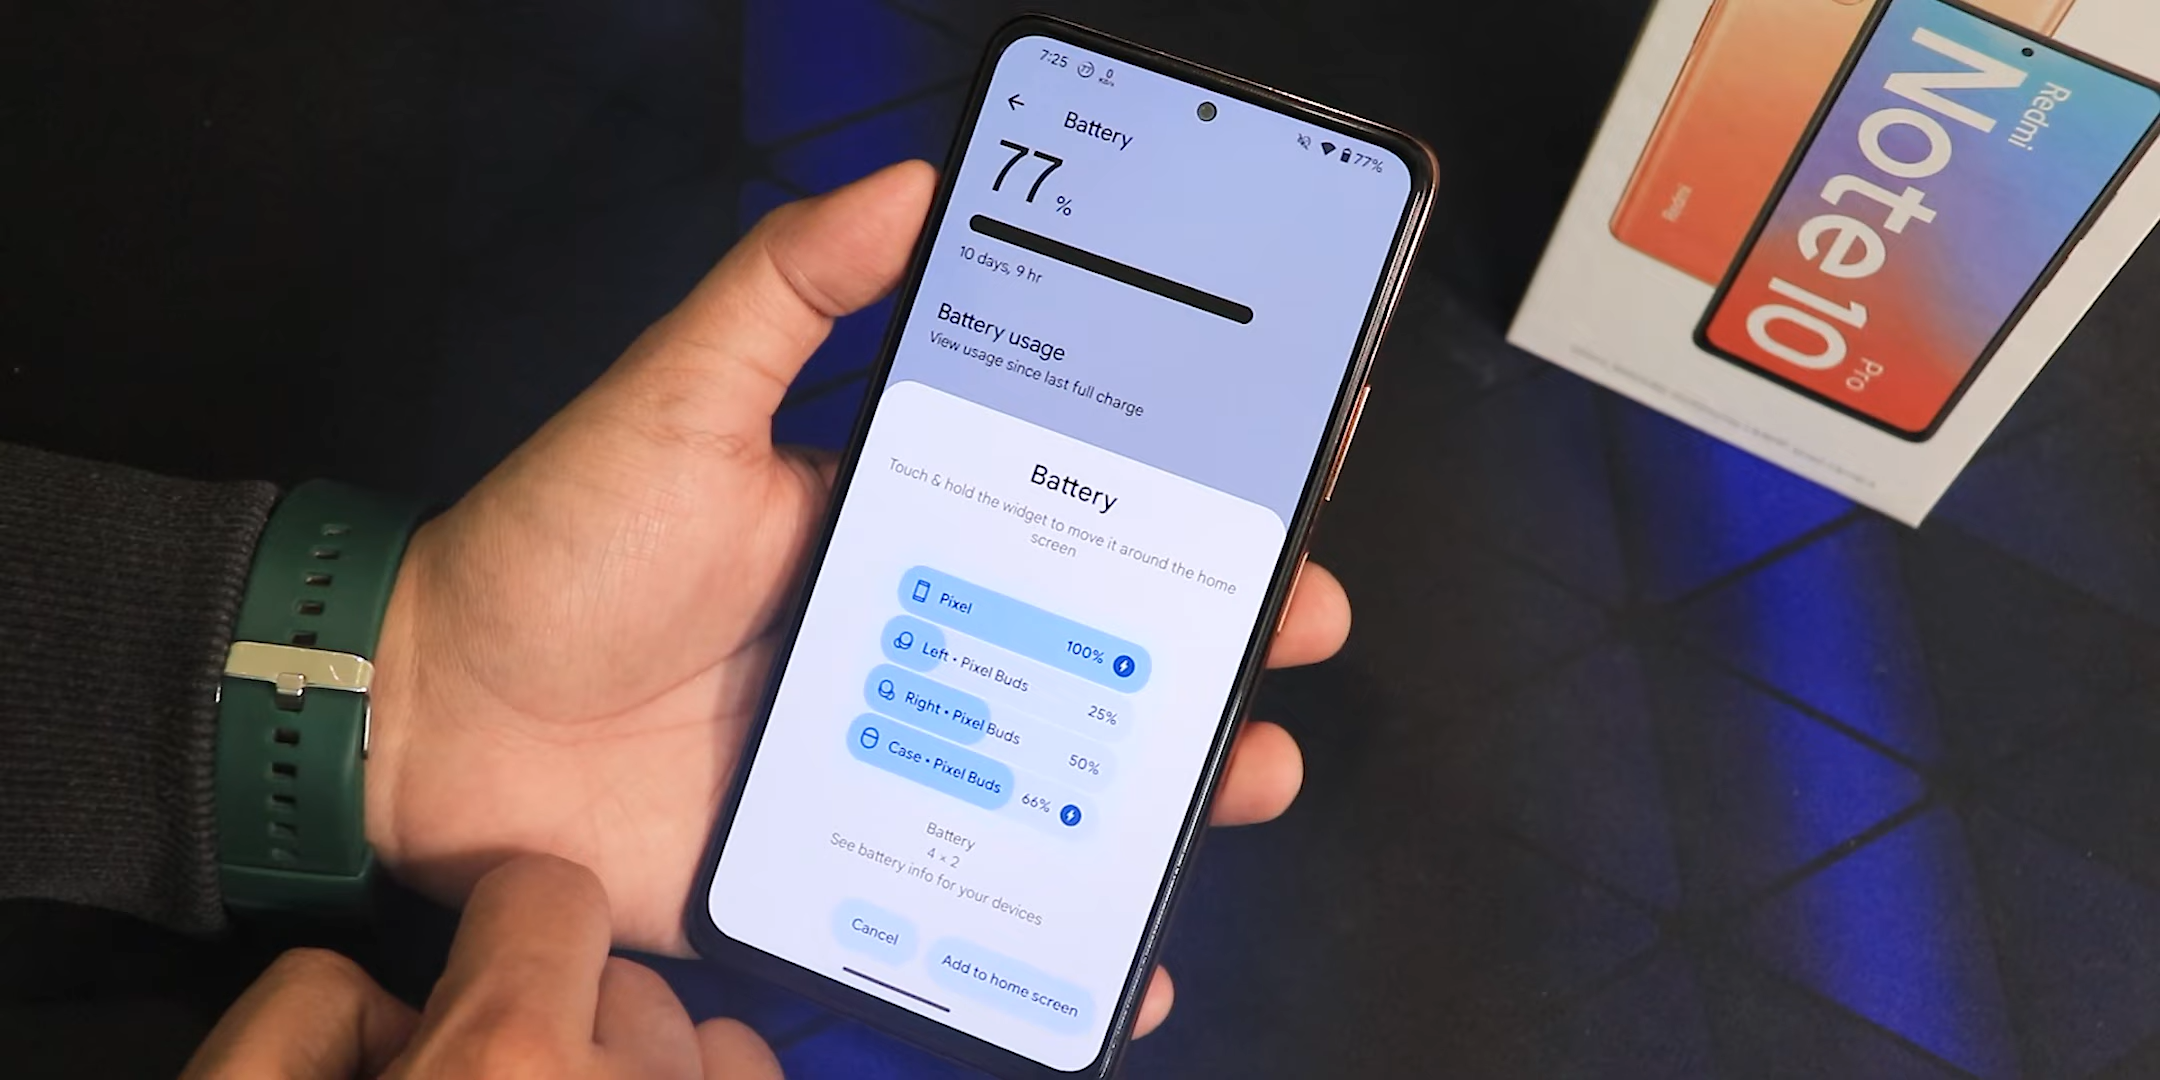 7:25 77 0 KB/s 77%
Battery
77%
10 days, 9 hr
Battery usage
View usage since last full charge
Battery
Touch & hold the widget to move it around the home
screen
Pixel 100%
Left • Pixel Buds 25%
Right • Pixel Buds 50%
Case • Pixel Buds 66%
Battery
4 × 2
See battery info for your devices
Cancel
Add to home screen
Redmi
Note 10
Pro